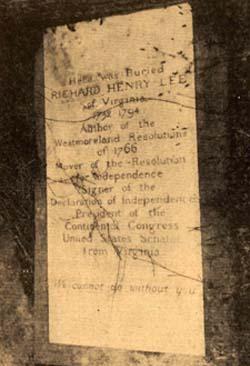 Here was Buried
RICHARD HENRY LEE
of Virginia
1732 1794
Author of the
Westmoreland Resolutions
of 1766
Mover of the Resolution
for Independence
Signer of the
Declaration of Independence
President of the
Continental Congress
United States Senator
from Virginia
We cannot do without you